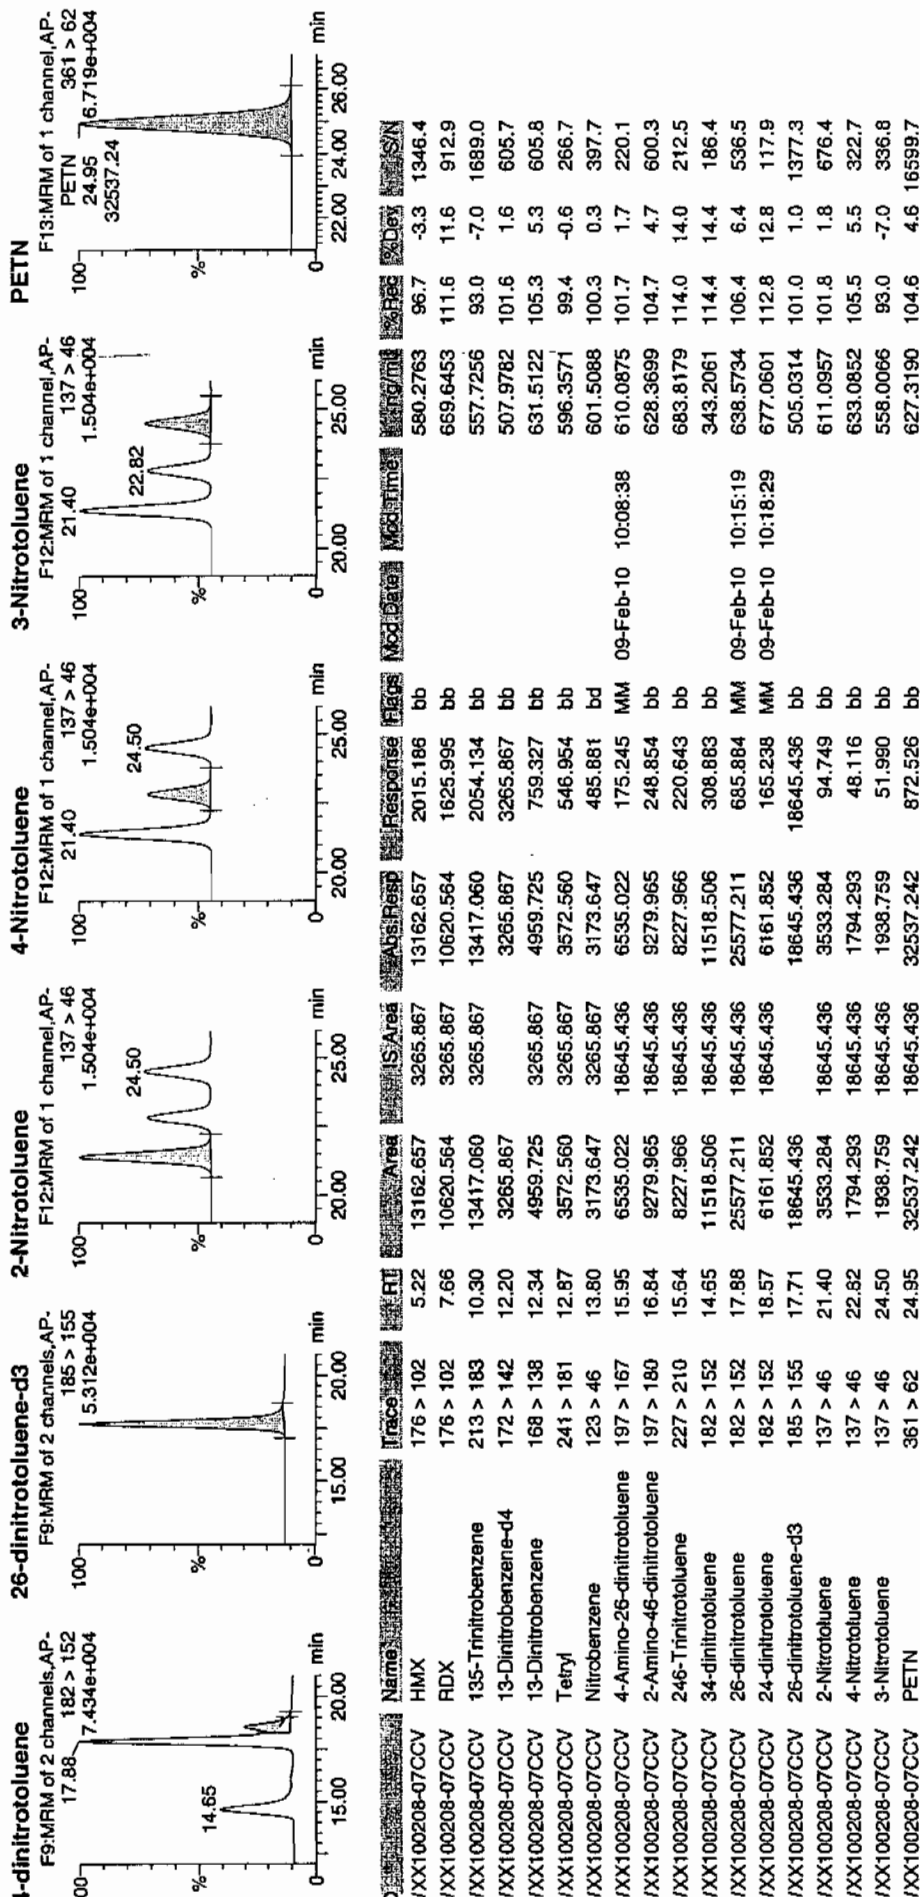 4-dinitrotoluene
F9:MRM of 2 channels,AP-
182 > 152
7.434e+004
17.88
14.65
00
15.00
20.00
min
26-dinitrotoluene-d3
F9:MRM of 2 channels,AP-
185 > 155
5.312e+004
100
%
0
15.00
20.00
min
2-Nitrotoluene
F12:MRM of 1 channel,AP-
137 > 46
1.504e+004
24.50
100
%
0
20.00
25.00
min
4-Nitrotoluene
F12:MRM of 1 channel,AP-
137 > 46
1.504e+004
21.40
24.50
100
%
0
20.00
25.00
min
3-Nitrotoluene
F12:MRM of 1 channel,AP-
137 > 46
1.504e+004
21.40
22.82
100
%
0
20.00
25.00
min
PETN
F13:MRM of 1 channel,AP-
361 > 62
6.719e+004
PETN
24.95
32537.24
100
%
0
22.00
24.00
26.00
min
Name Trace RT Area IS Area Abs.Resp Response Flags Mod.Date Mod.Time ng/mL %Rec %Dev S/N
/XX100208-07CCV HMX 176 > 102 5.22 13162.657 3265.867 13162.657 2015.186 bb 580.2763 96.7 -3.3 1346.4
/XX100208-07CCV RDX 176 > 102 7.66 10620.564 3265.867 10620.564 1625.995 bb 669.6453 111.6 11.6 912.9
/XX100208-07CCV 135-Trinitrobenzene 213 > 183 10.30 13417.060 3265.867 13417.060 2054.134 bb 557.7256 93.0 -7.0 1689.0
/XX100208-07CCV 13-Dinitrobenzene-d4 172 > 142 12.20 3265.867 3265.867 3265.867 bb 507.9782 101.6 1.6 605.7
/XX100208-07CCV 13-Dinitrobenzene 168 > 138 12.34 4959.725 3265.867 4959.725 759.327 bb 631.5122 105.3 5.3 605.8
/XX100208-07CCV Tetryl 241 > 181 12.87 3572.560 3265.867 3572.560 546.954 bb 596.3571 99.4 -0.6 266.7
/XX100208-07CCV Nitrobenzene 123 > 46 13.80 3173.647 3265.867 3173.647 485.881 bd 601.5088 100.3 0.3 397.7
/XX100208-07CCV 4-Amino-26-dinitrotoluene 197 > 167 15.95 6535.022 18645.436 6535.022 175.245 MM 09-Feb-10 10:08:38 610.0875 101.7 1.7 220.1
/XX100208-07CCV 2-Amino-46-dinitrotoluene 197 > 180 16.84 9279.965 18645.436 9279.965 248.854 bb 628.3699 104.7 4.7 600.3
/XX100208-07CCV 246-Trinitrotoluene 227 > 210 15.64 8227.966 18645.436 8227.966 220.643 bb 683.8179 114.0 14.0 212.5
/XX100208-07CCV 34-dinitrotoluene 182 > 152 14.65 11518.506 18645.436 11518.506 308.883 bb 343.2061 114.4 14.4 186.4
/XX100208-07CCV 26-dinitrotoluene 182 > 152 17.88 25577.211 18645.436 25577.211 685.884 MM 09-Feb-10 10:15:19 638.5734 106.4 6.4 536.5
/XX100208-07CCV 24-dinitrotoluene 182 > 152 18.57 6161.852 18645.436 6161.852 165.238 MM 09-Feb-10 10:18:29 677.0601 112.8 12.8 117.9
/XX100208-07CCV 26-dinitrotoluene-d3 185 > 155 17.71 18645.436 18645.436 18645.436 bb 505.0314 101.0 1.0 1377.3
/XX100208-07CCV 2-Nitrotoluene 137 > 46 21.40 3533.284 18645.436 3533.284 94.749 bb 611.0957 101.8 1.8 676.4
/XX100208-07CCV 4-Nitrotoluene 137 > 46 22.82 1794.293 18645.436 1794.293 48.116 bb 633.0852 105.5 5.5 322.7
/XX100208-07CCV 3-Nitrotoluene 137 > 46 24.50 1938.759 18645.436 1938.759 51.990 bb 558.0066 93.0 -7.0 336.8
/XX100208-07CCV PETN 361 > 62 24.95 32537.242 18645.436 32537.242 872.526 bb 627.3190 104.6 4.6 16599.7